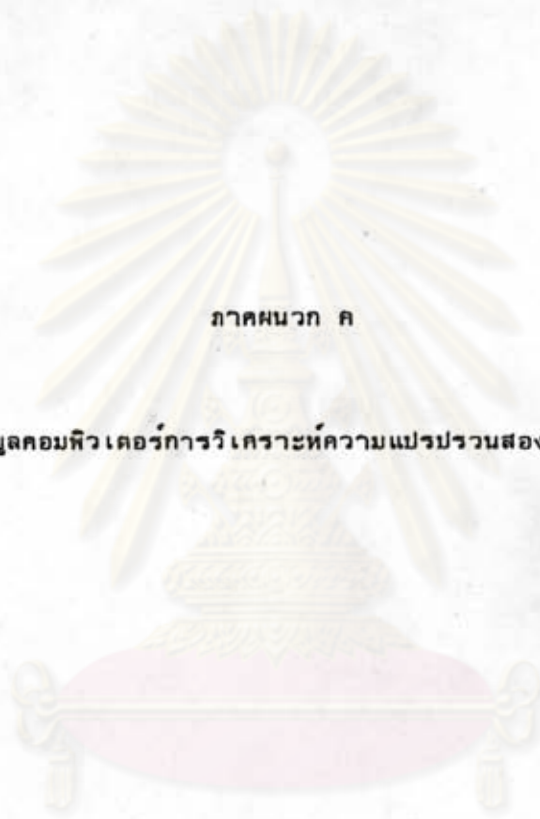 ภาคผนวก ค
มูลคอมพิวเตอร์การวิเคราะห์ความแปรปรวนสอง